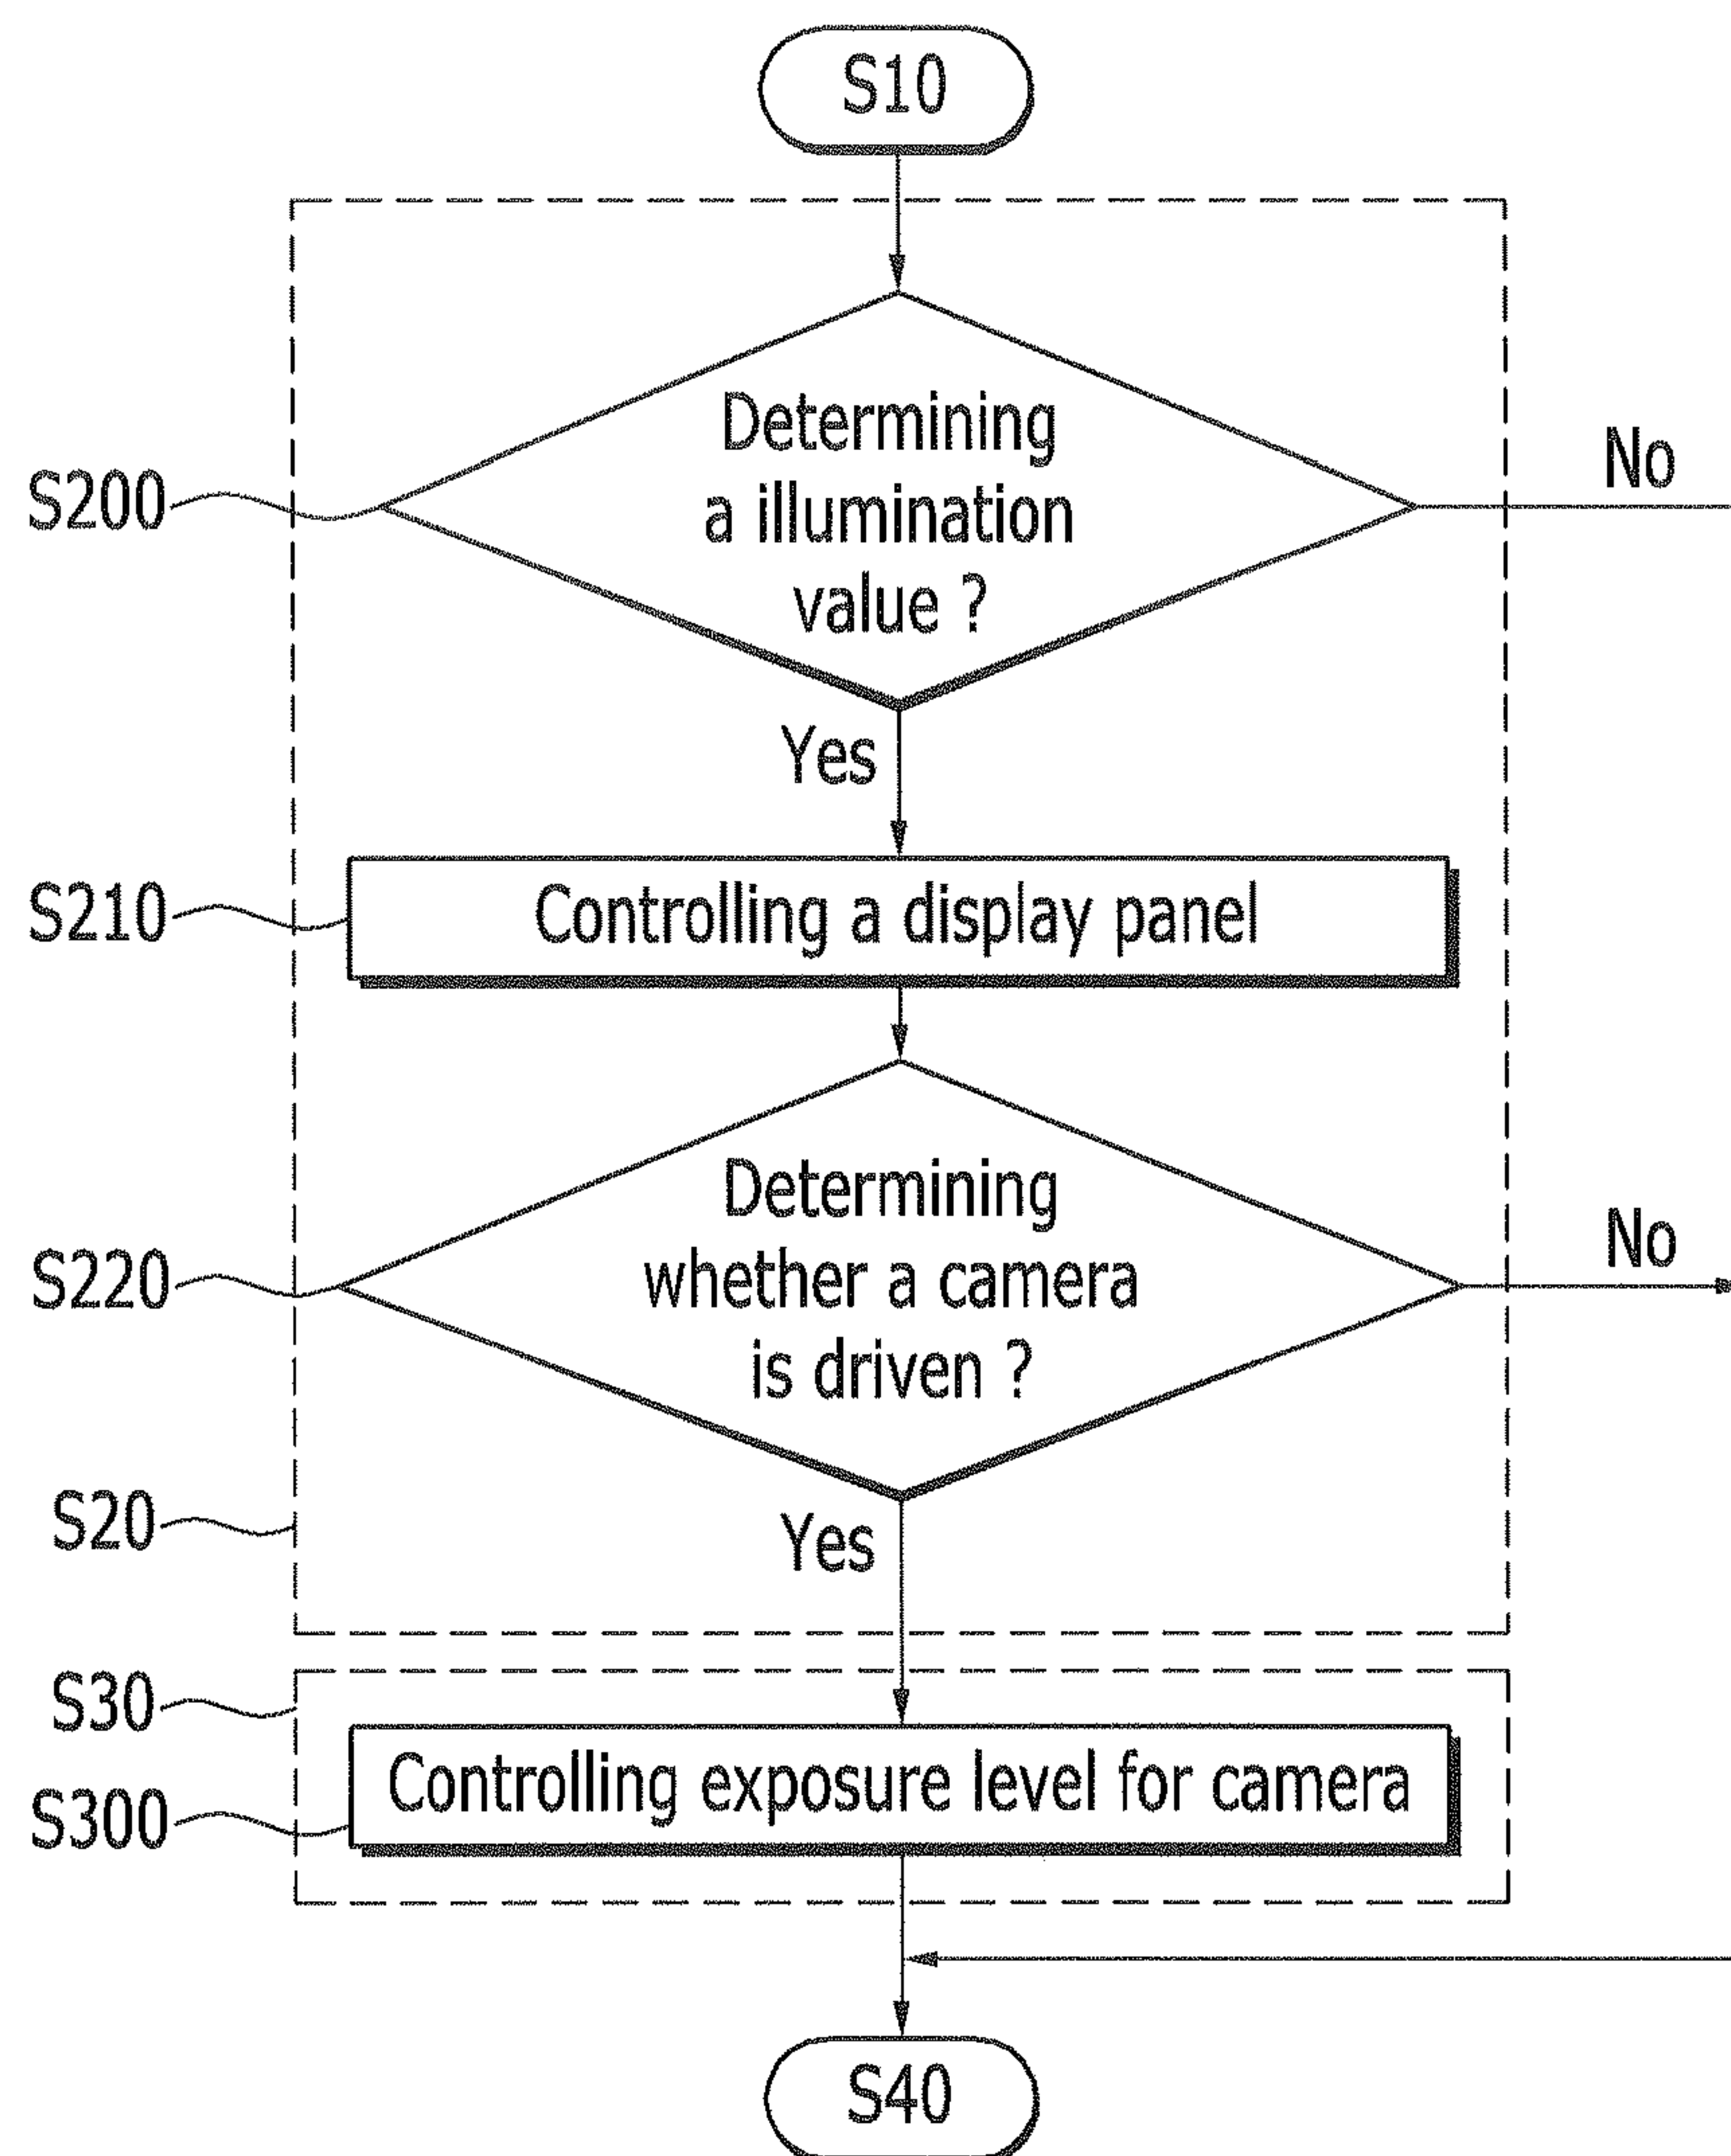 S10
Determining
a illumination
value ?
S200
No
Yes
S210
Controlling a display panel
Determining
whether a camera
is driven ?
S220
No
S20
Yes
S30
Controlling exposure level for camera
S300
S40